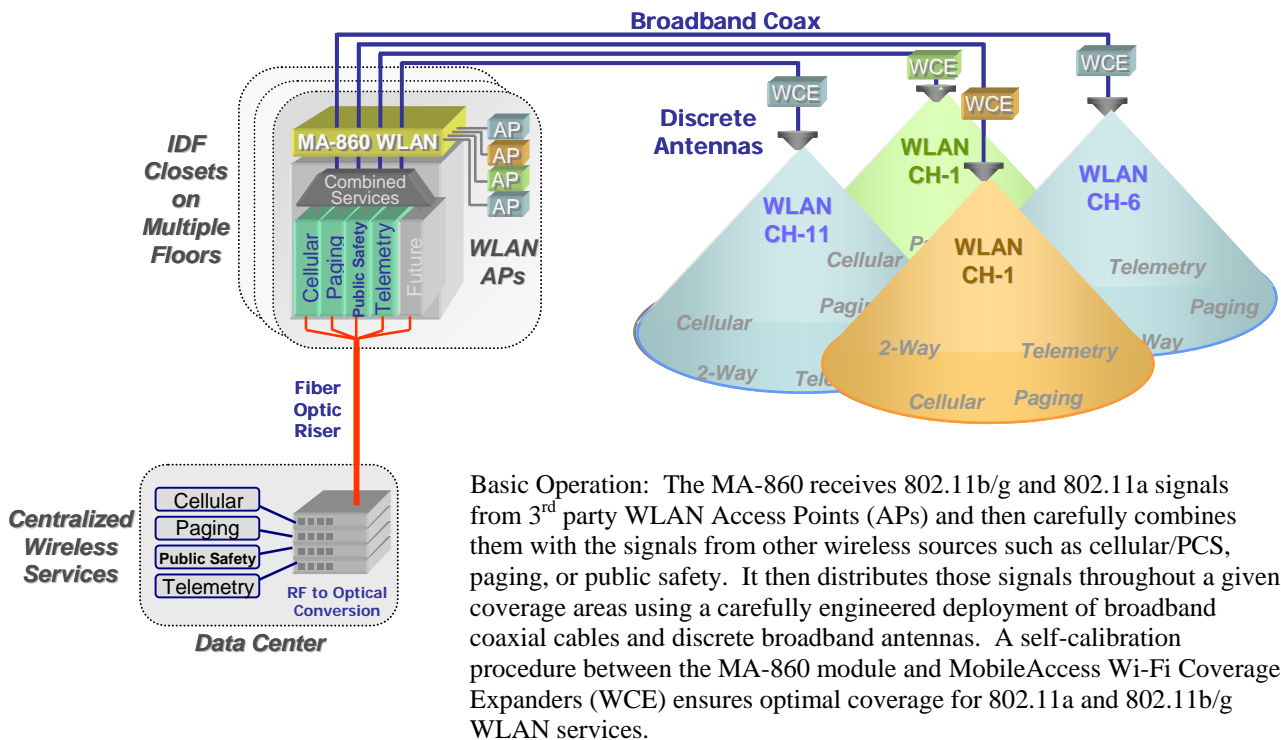 Broadband Coax
IDF
Closets
on
Multiple
Floors
MA-860 WLAN
AP
AP
AP
AP
Combined
Services
Cellular
Paging
Public Safety
Telemetry
Future
WLAN
APs
WCE
WCE
WCE
WCE
Discrete
Antennas
WLAN
CH-11
WLAN
CH-1
WLAN
CH-1
WLAN
CH-6
Cellular
Cellular
2-Way
2-Way
Telemetry
Cellular
Paging
Telemetry
Paging
Way
Fiber
Optic
Riser
Centralized
Wireless
Services
Cellular
Paging
Public Safety
Telemetry
RF to Optical
Conversion
Data Center
Basic Operation: The MA-860 receives 802.11b/g and 802.11a signals
from 3rd party WLAN Access Points (APs) and then carefully combines
them with the signals from other wireless sources such as cellular/PCS,
paging, or public safety. It then distributes those signals throughout a given
coverage areas using a carefully engineered deployment of broadband
coaxial cables and discrete broadband antennas. A self-calibration
procedure between the MA-860 module and MobileAccess Wi-Fi Coverage
Expanders (WCE) ensures optimal coverage for 802.11a and 802.11b/g
WLAN services.